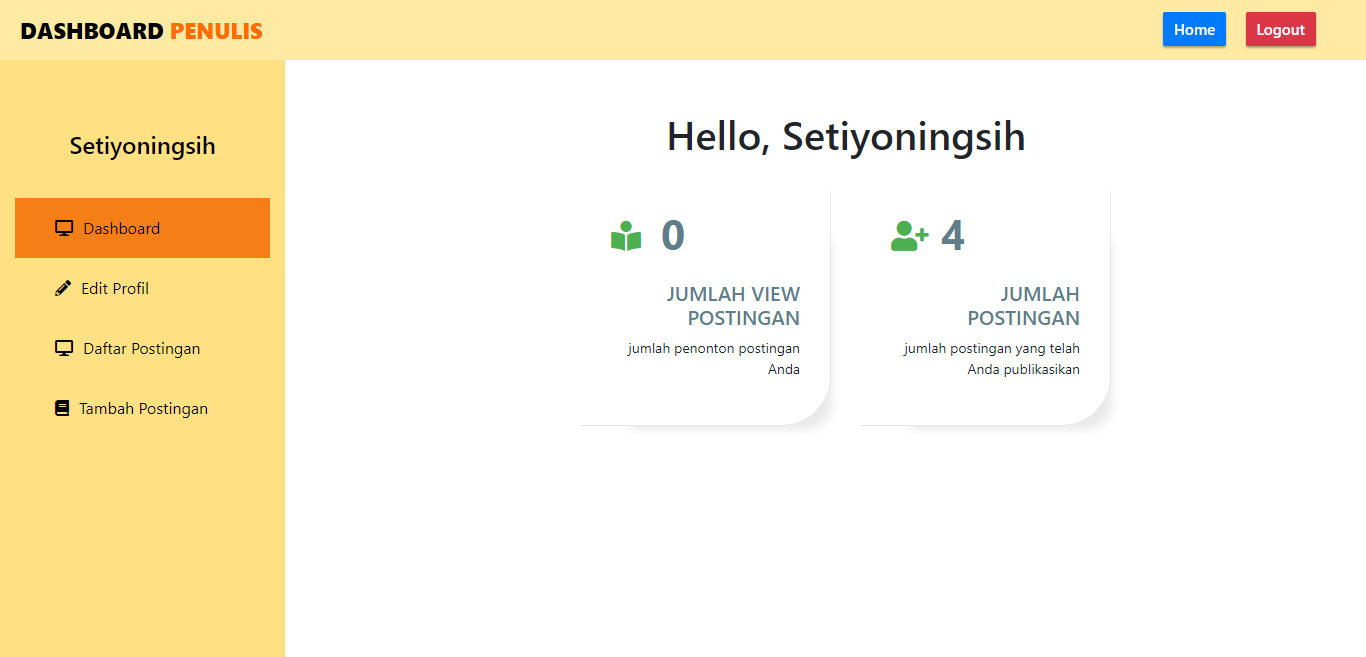 DASHBOARD PENULIS
Home
Logout
Setiyoningsih
Dashboard
Edit Profil
Daftar Postingan
Tambah Postingan
Hello, Setiyoningsih
0
JUMLAH VIEW
POSTINGAN
jumlah penonton postingan
Anda
4
JUMLAH
POSTINGAN
jumlah postingan yang telah
Anda publikasikan